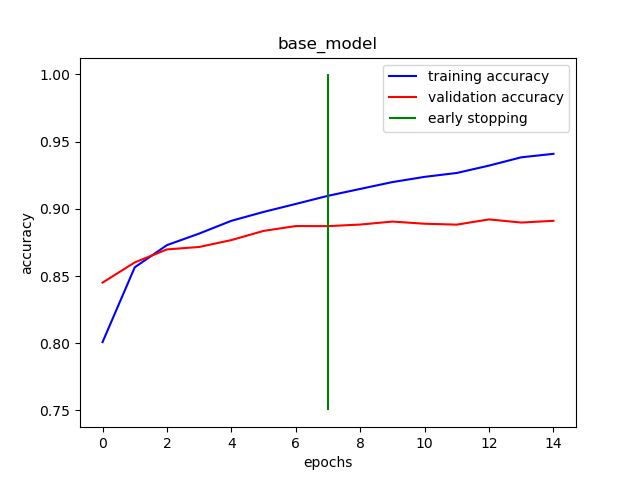 base_model
training accuracy
validation accuracy
early stopping
accuracy
1.00
0.95
0.90
0.85
0.80
0.75
0 2 4 6 8 10 12 14
epochs